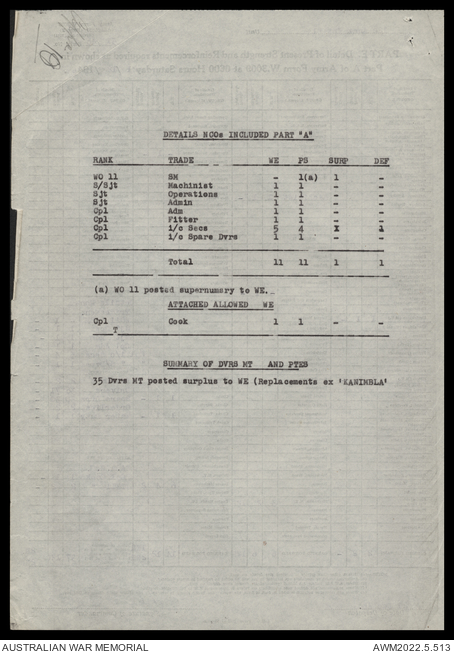 DETAILS NCOs INCLUDED PART "A"
RANK TRADE WE PS SURP DEF
WO 11 SM - 1(a) 1 -
S/Sjt Machinist 1 1 - -
Sjt Operations 1 1 - -
Sjt Admin 1 1 - -
Cpl Adm 1 1 - -
Cpl Fitter 1 1 - -
Cpl i/c Secs 5 4 X 1
Cpl i/c Spare Dvrs 1 1 - -
Total 11 11 1 1
(a) WO 11 posted supernumary to WE.
ATTACHED ALLOWED WE
Cpl Cook 1 1 - -
T
SUMMARY OF DVRS MT AND PTES
35 Dvrs MT posted surplus to WE (Replacements ex 'KANIMBLA'
AUSTRALIAN WAR MEMORIAL AWM2022.5.513